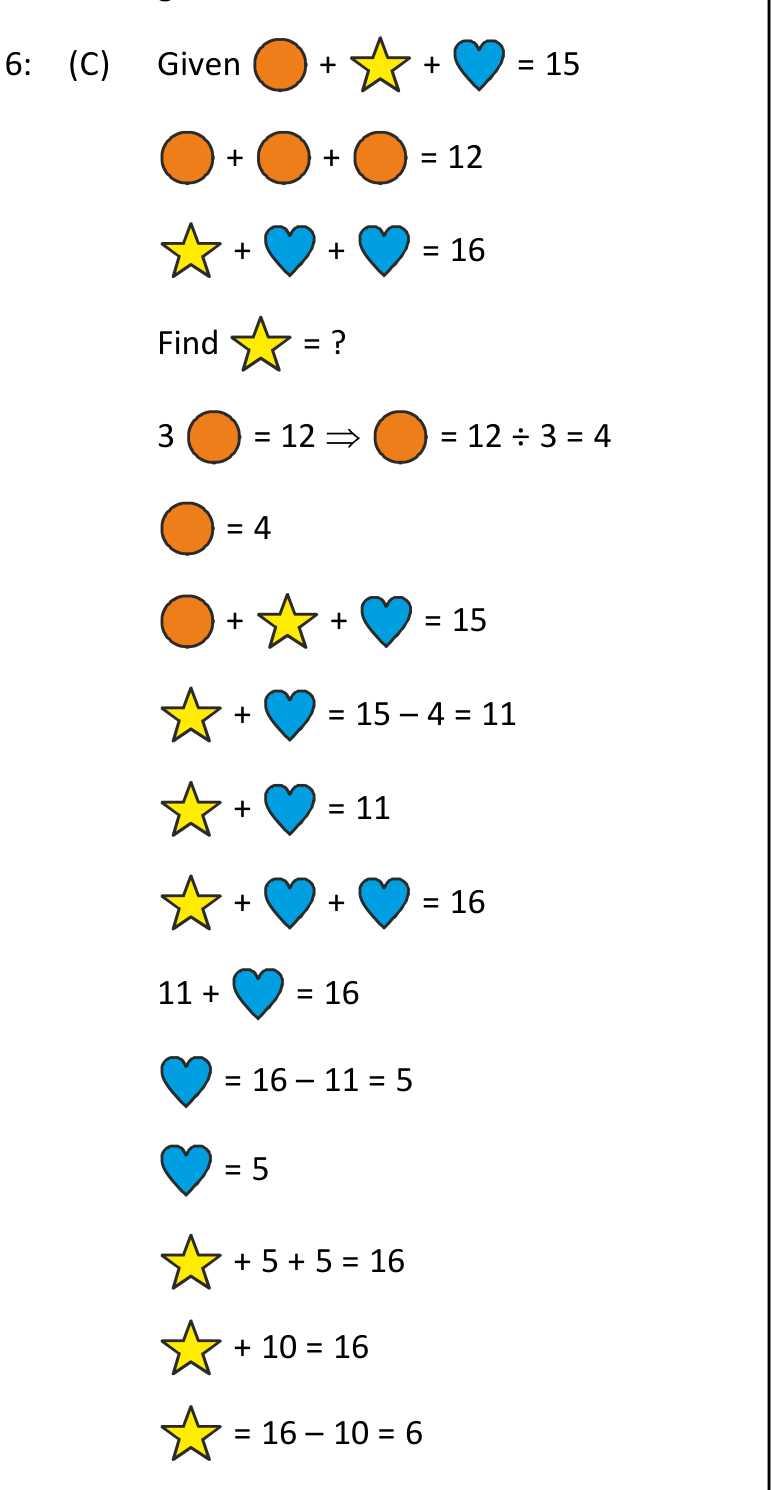 6: (C) Given + + = 15
+ + = 12
+ + = 16
Find = ?
3 = 12 ⇒ = 12 ÷ 3 = 4
= 4
+ + = 15
+ = 15 – 4 = 11
+ = 11
+ + = 16
11 + = 16
= 16 – 11 = 5
= 5
+ 5 + 5 = 16
+ 10 = 16
= 16 – 10 = 6